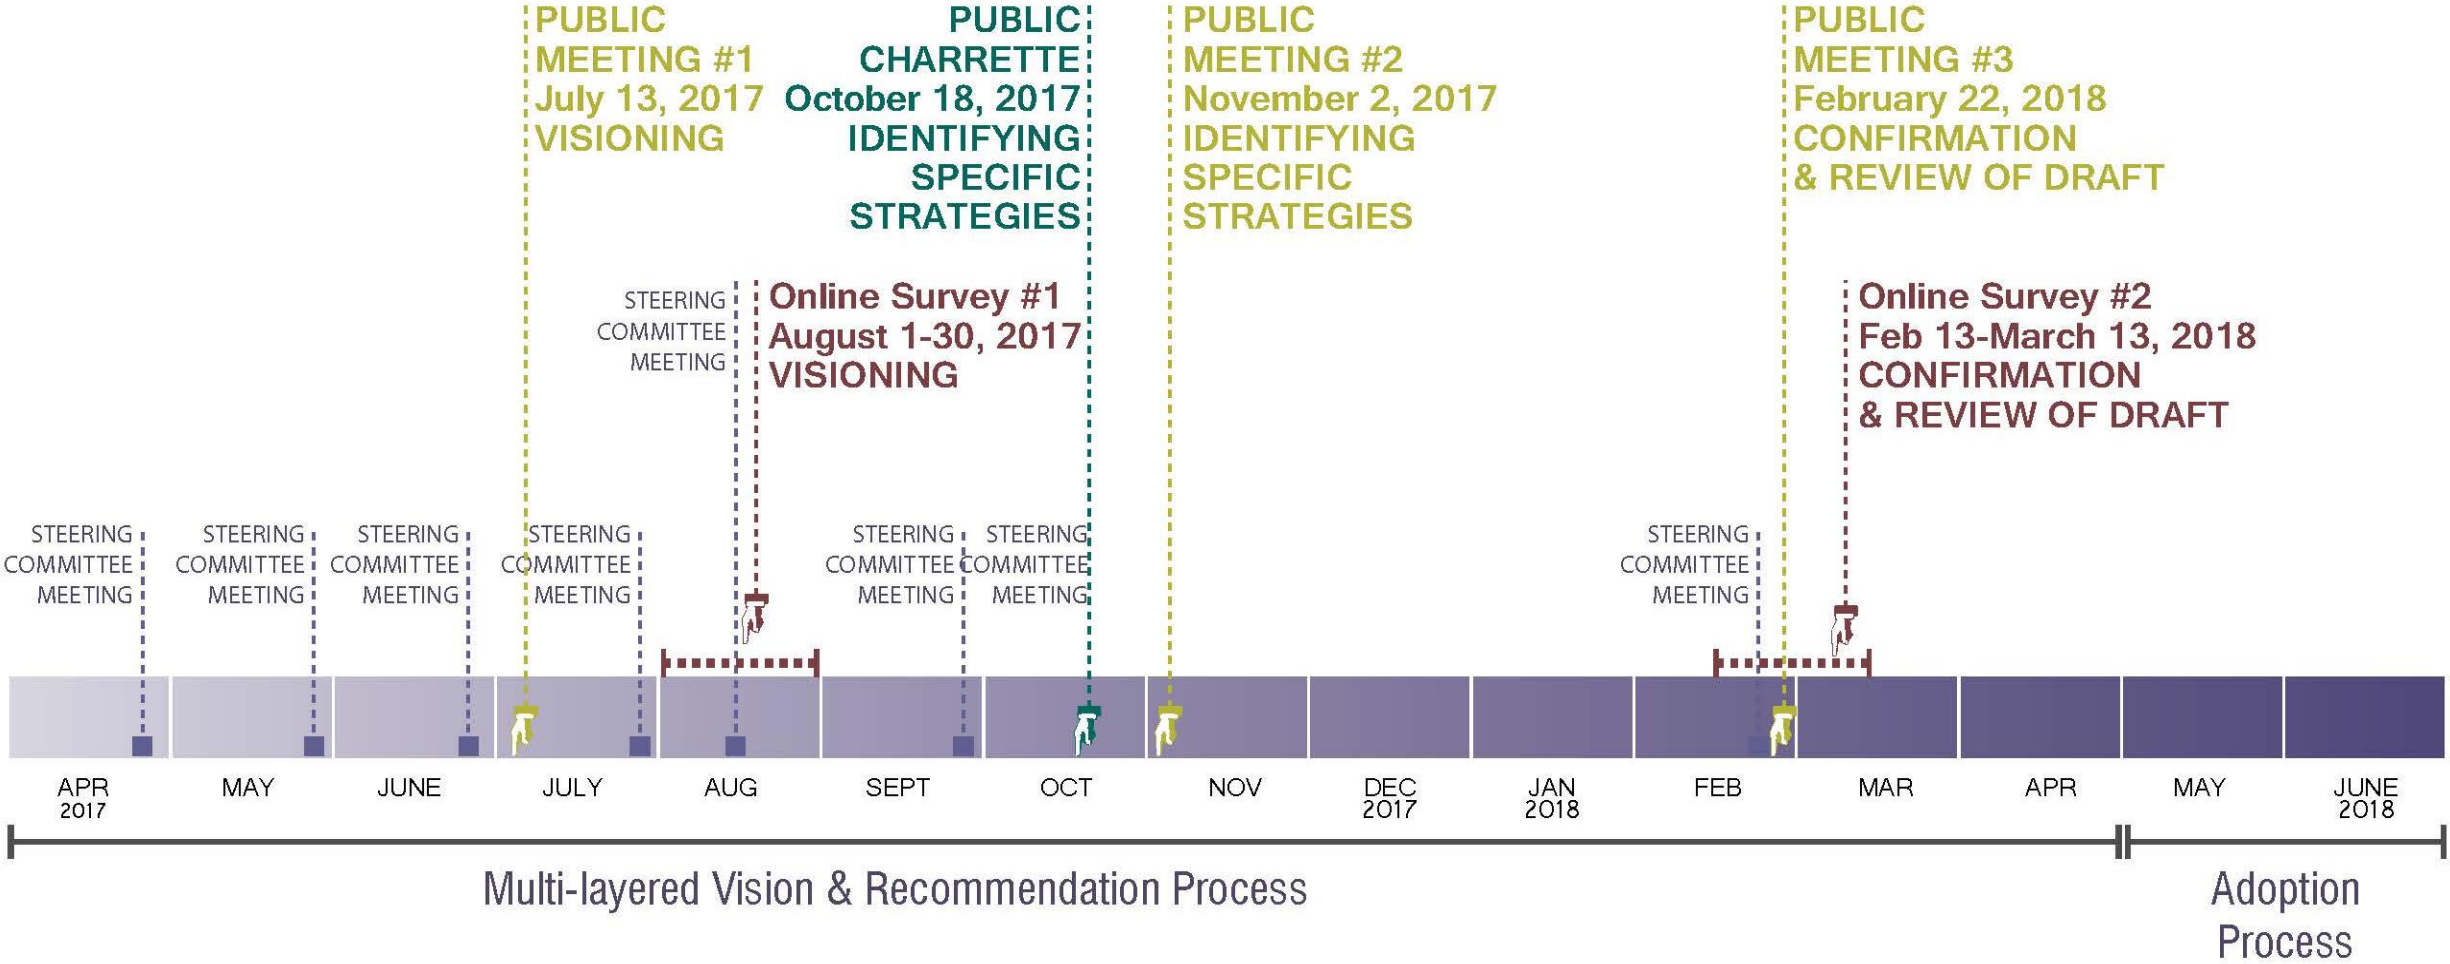 PUBLIC
MEETING #1
July 13, 2017
VISIONING
PUBLIC
CHARRETTE
October 18, 2017
IDENTIFYING
SPECIFIC
STRATEGIES
PUBLIC
MEETING #2
November 2, 2017
IDENTIFYING
SPECIFIC
STRATEGIES
PUBLIC
MEETING #3
February 22, 2018
CONFIRMATION
& REVIEW OF DRAFT
STEERING
COMMITTEE
MEETING
Online Survey #1
August 1-30, 2017
VISIONING
Online Survey #2
Feb 13-March 13, 2018
CONFIRMATION
& REVIEW OF DRAFT
STEERING
COMMITTEE
MEETING
STEERING
COMMITTEE
MEETING
STEERING
COMMITTEE
MEETING
STEERING
COMMITTEE
MEETING
STEERING
COMMITTEE
MEETING
STEERING
COMMITTEE
MEETING
STEERING
COMMITTEE
MEETING
APR
2017
MAY
JUNE
JULY
AUG
SEPT
OCT
NOV
DEC
2017
JAN
2018
FEB
MAR
APR
MAY
JUNE
2018
Multi-layered Vision & Recommendation Process
Adoption
Process